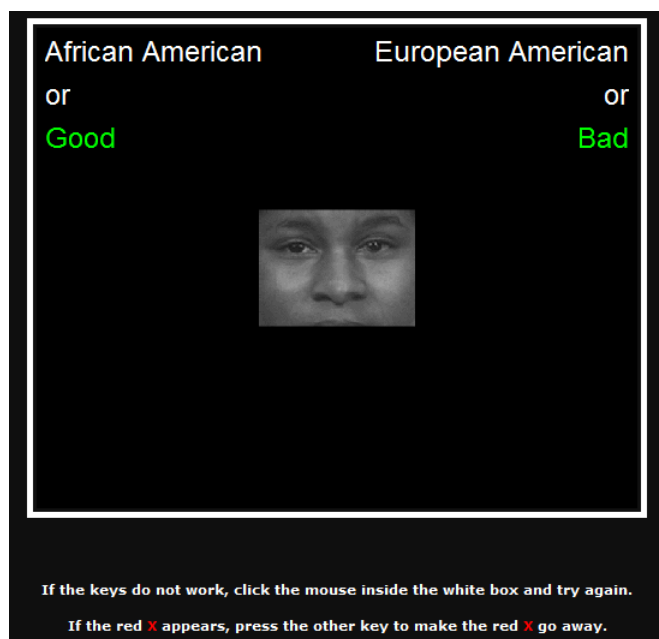 African American
European American
or
or
Good
Bad
If the keys do not work, click the mouse inside the white box and try again.
If the red X appears, press the other key to make the red X go away.